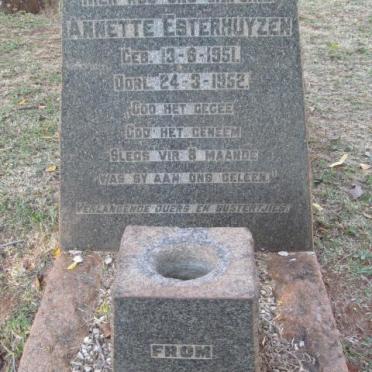 ANNETTE ESTERHUYZEN
GEB. 13-6-1951.
OORL. 24-3-1952.
GOD HET GEGEE
GOD HET GENEEM
SLEGS VIR 8 MAANDE
WAS SY AAN ONS GELEEN.
VERLANGENDE OUERS EN SUSTERTJIES.
FROM